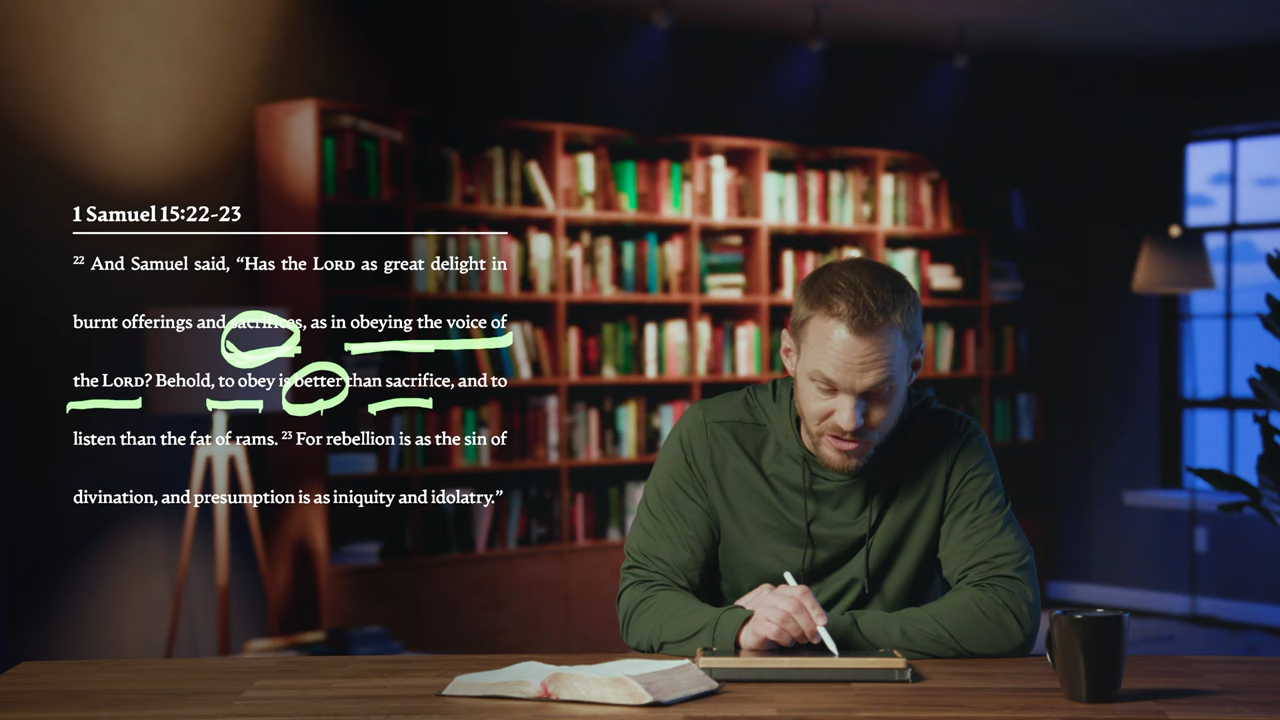 1 Samuel 15:22-23
22 And Samuel said, “Has the LORD as great delight in
burnt offerings and sacrifices, as in obeying the voice of
the LORD? Behold, to obey is better than sacrifice, and to
listen than the fat of rams. 23 For rebellion is as the sin of
divination, and presumption is as iniquity and idolatry.”